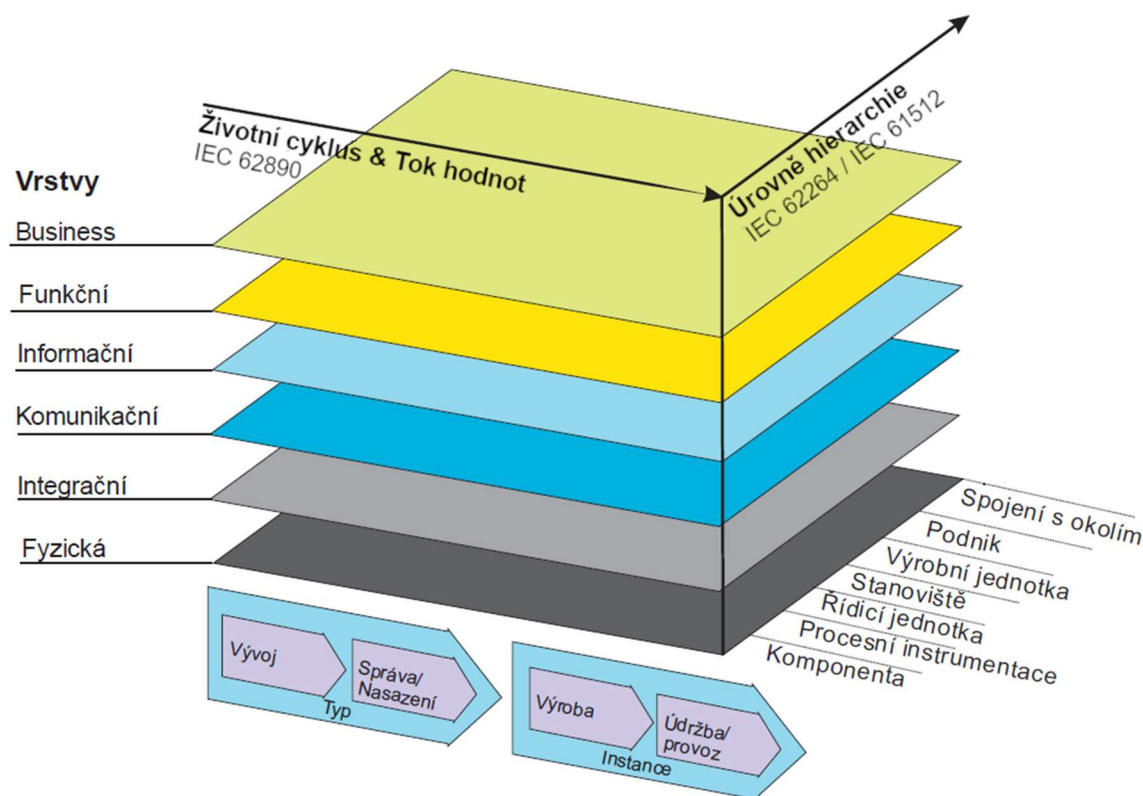 Životní cyklus & Tok hodnot
IEC 62890
Úrovně hierarchie
IEC 62264 / IEC 61512
Vrstvy
Business
Funkční
Informační
Komunikační
Integrační
Fyzická
Spojení s okolím
Podnik
Výrobní jednotka
Stanoviště
Řídicí jednotka
Procesní instrumentace
Komponenta
Vývoj
Správa/
Nasazení
Typ
Výroba
Údržba/
provoz
Instance